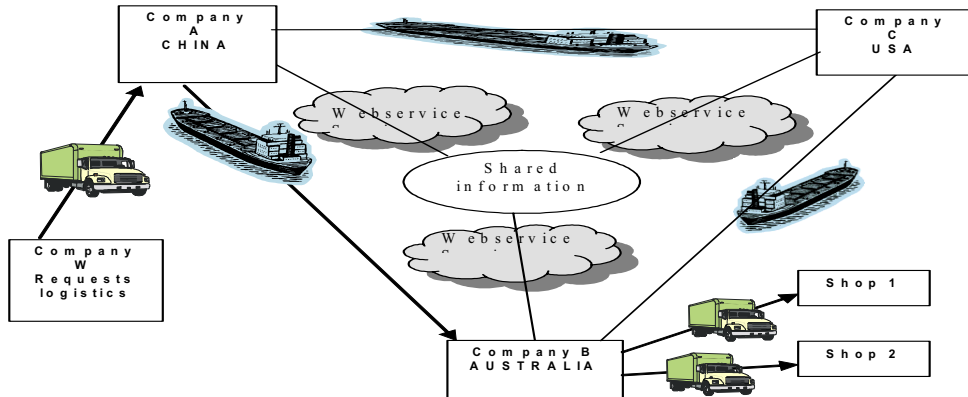 Company
A
CHINA
Company
C
USA
Webservice
Webservice
Shared
information
Webservice
Company
W
Requests
logistics
Shop 1
Company B
AUSTRALIA
Shop 2